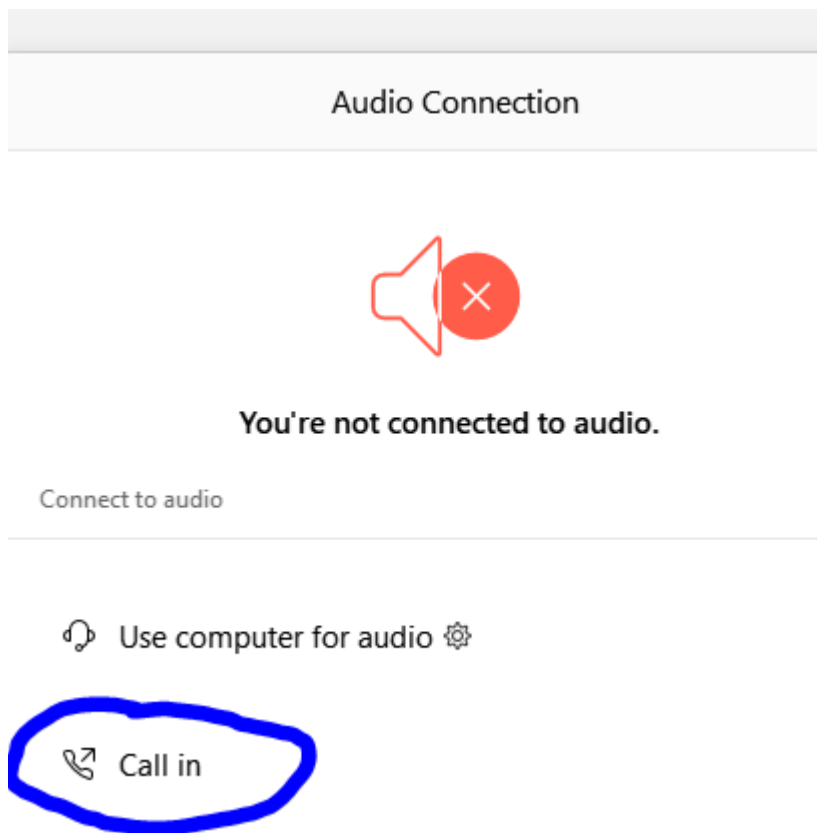 Audio Connection
You're not connected to audio.
Connect to audio
Use computer for audio
Call in